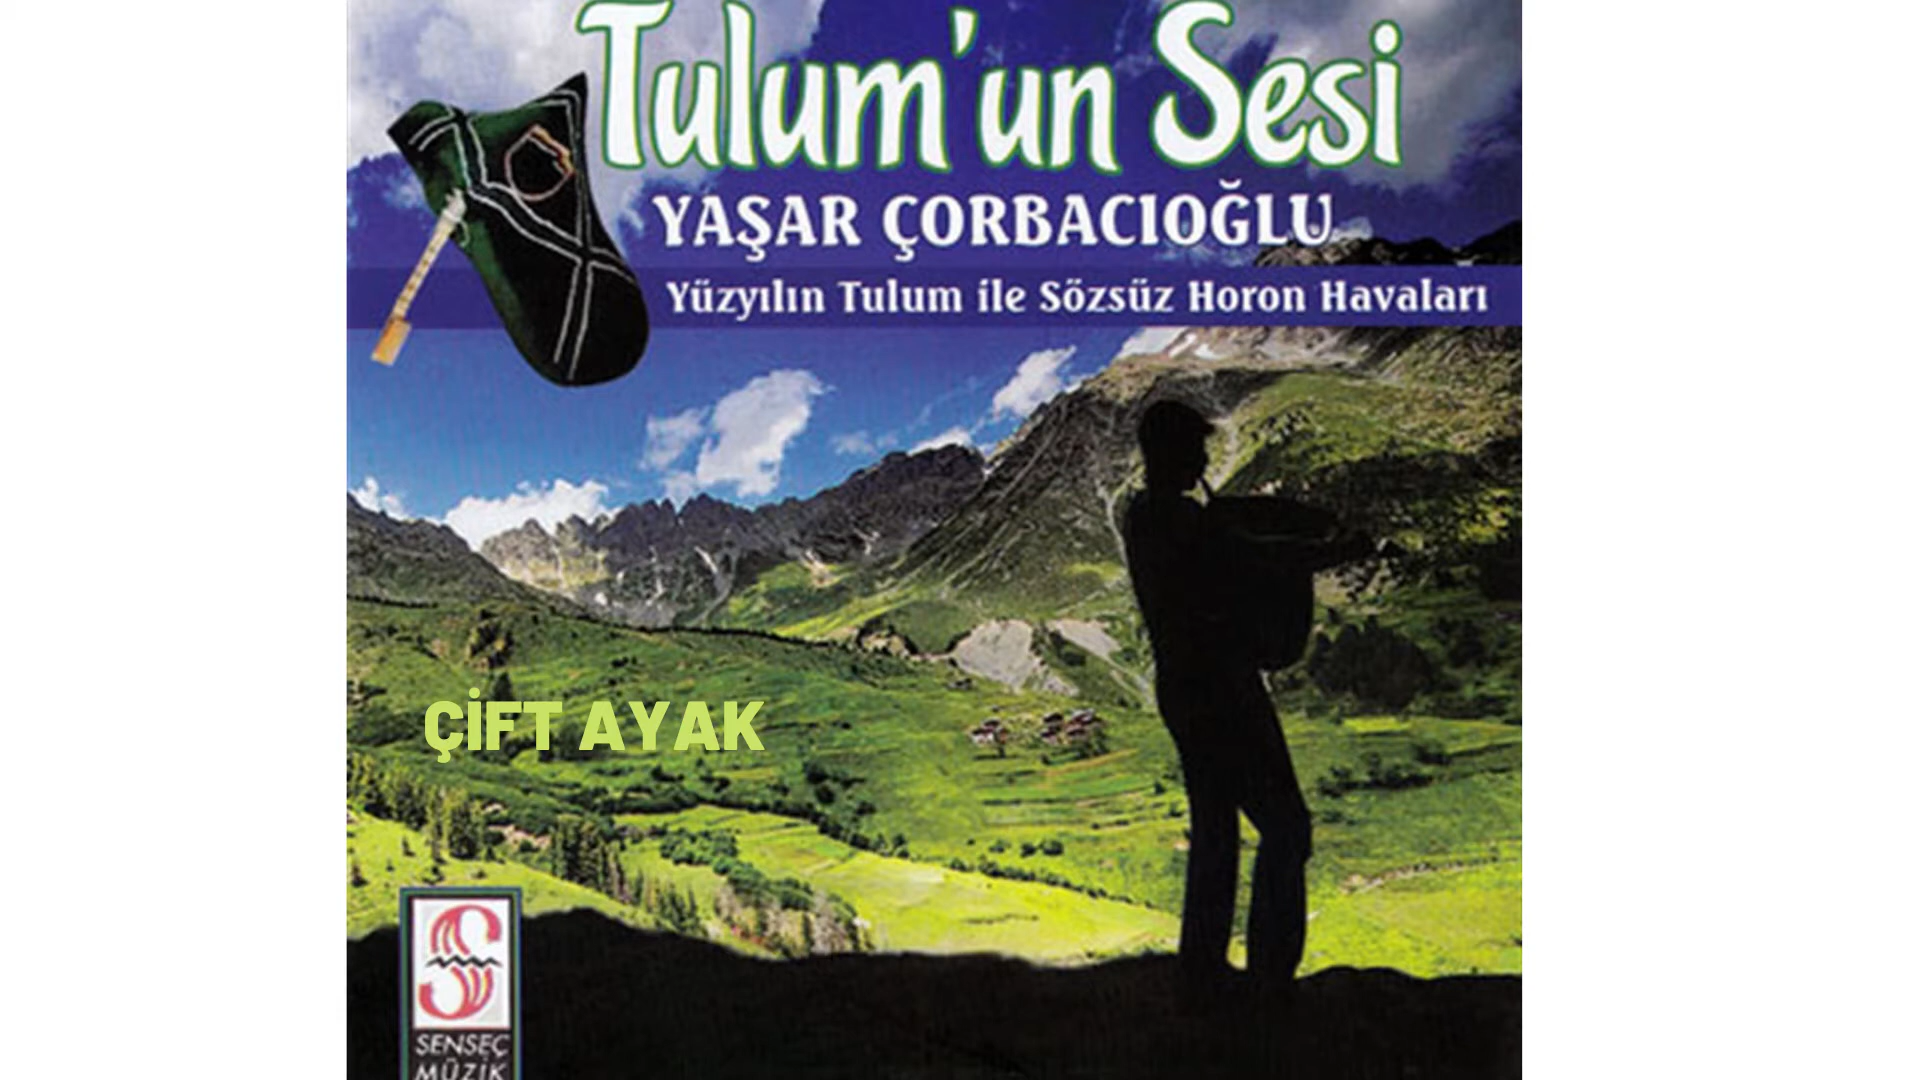 Tulum'un Sesi
YAŞAR ÇORBACIOĞLU
Yüzyılın Tulum ile Sözsüz Horon Havaları
ÇİFT AYAK
SENSEÇ
MÜZİK